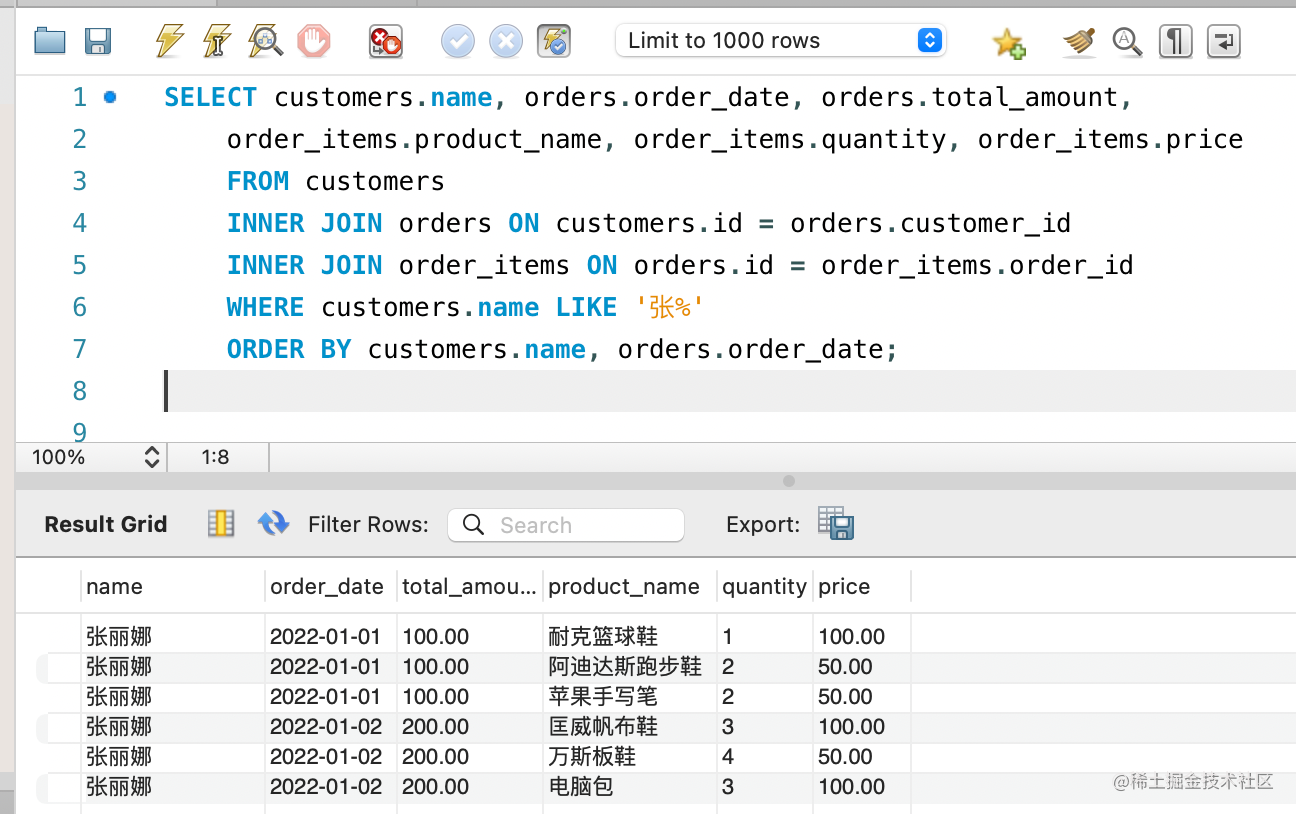 Limit to 1000 rows
1 SELECT customers.name, orders.order_date, orders.total_amount,
2 order_items.product_name, order_items.quantity, order_items.price
3 FROM customers
4 INNER JOIN orders ON customers.id = orders.customer_id
5 INNER JOIN order_items ON orders.id = order_items.order_id
6 WHERE customers.name LIKE '张%'
7 ORDER BY customers.name, orders.order_date;
8
9
100% 1:8
Result Grid Filter Rows: Search Export:
name order_date total_amou... product_name quantity price
张丽娜 2022-01-01 100.00 耐克篮球鞋 1 100.00
张丽娜 2022-01-01 100.00 阿迪达斯跑步鞋 2 50.00
张丽娜 2022-01-01 100.00 苹果手写笔 2 50.00
张丽娜 2022-01-02 200.00 匡威帆布鞋 3 100.00
张丽娜 2022-01-02 200.00 万斯板鞋 4 50.00
张丽娜 2022-01-02 200.00 电脑包 3 100.00
@稀土掘金技术社区